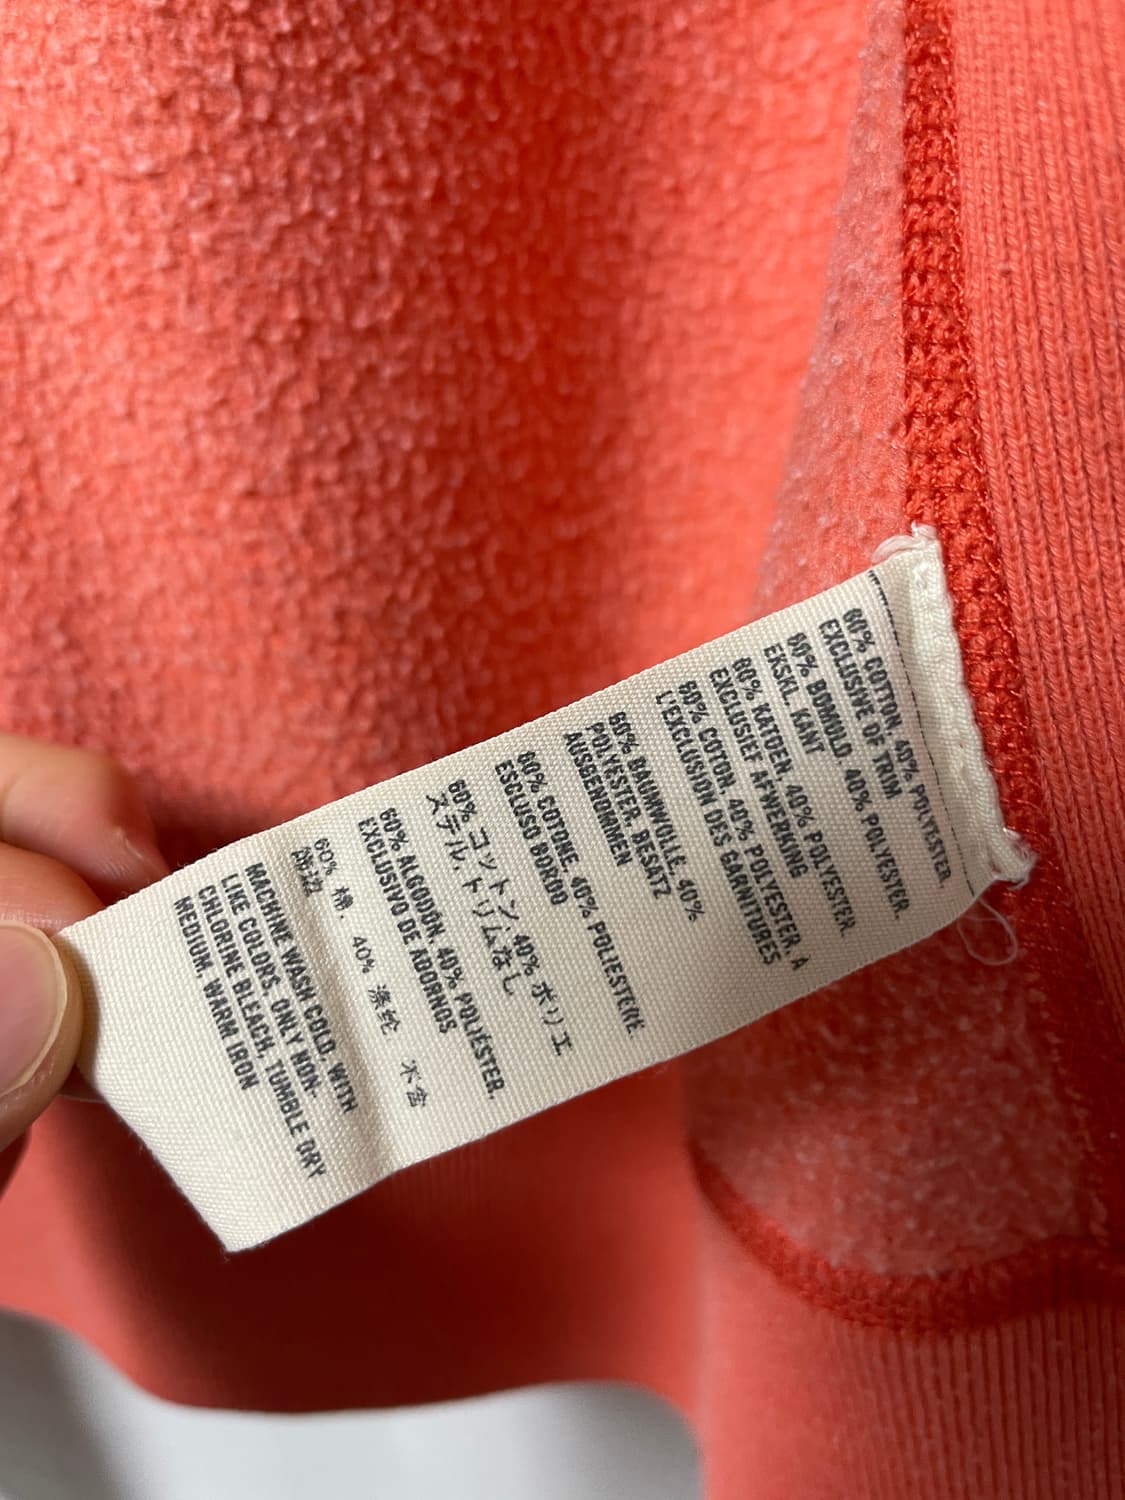 60% COTTON, 40% POLYESTER,
EXCLUSIVE OF TRIM
60% BOMULD, 40% POLYESTER,
EKSKL. KANT
60% KATOEN, 40% POLYESTER,
EXCLUSIEF AFWERKING
60% COTON, 40% POLYESTER, À
L'EXCLUSION DES GARNITURES
60% BAUMWOLLE, 40%
POLYESTER, BESATZ
AUSGENOMMEN
60% COTONE, 40% POLIESTERE,
ESCLUSO BORDO
60% コットン, 40% ポリエ
ステル, トリムなし
60% ALGODÓN, 40% POLIÉSTER,
EXCLUSIVO DE ADORNOS
60% 棉, 40% 涤纶 不含
饰边
MACHINE WASH COLD, WITH
LIKE COLORS, ONLY NON-
CHLORINE BLEACH, TUMBLE DRY
MEDIUM, WARM IRON